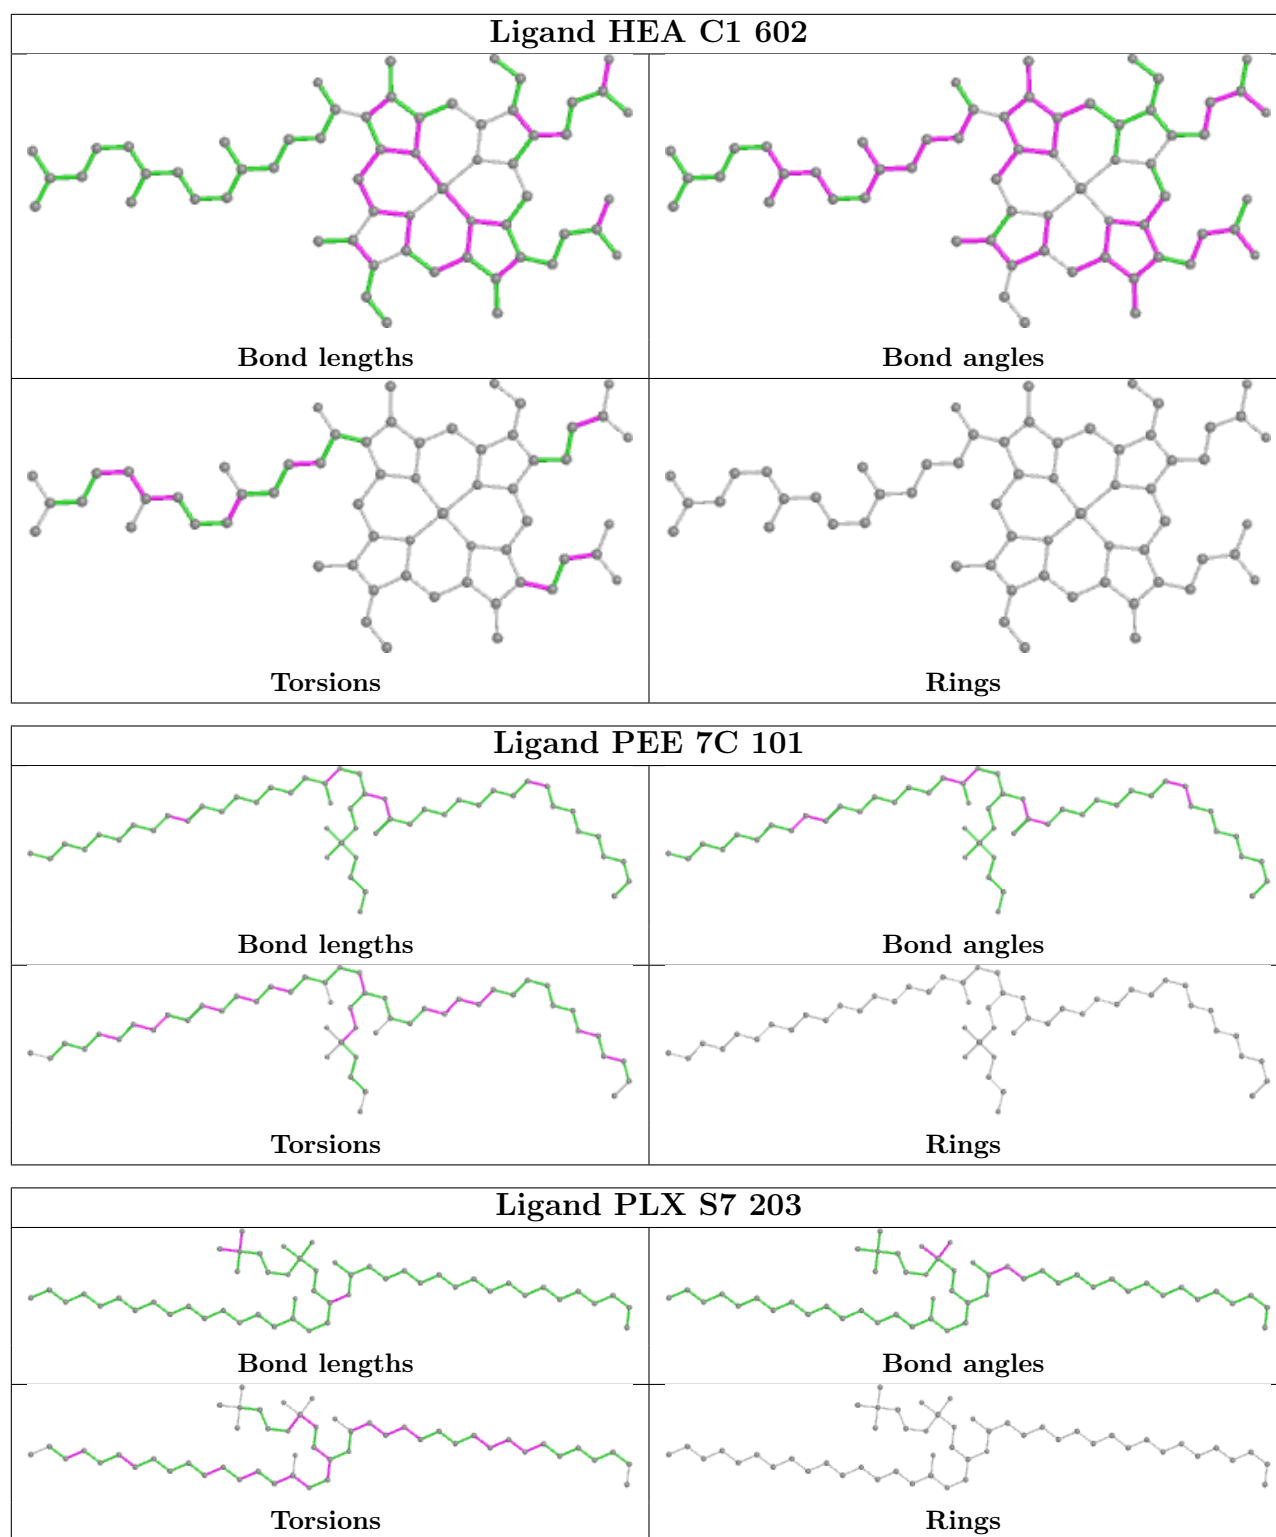 Ligand HEA C1 602
Bond lengths
Bond angles
Torsions
Rings
Ligand PEE 7C 101
Bond lengths
Bond angles
Torsions
Rings
Ligand PLX S7 203
Bond lengths
Bond angles
Torsions
Rings